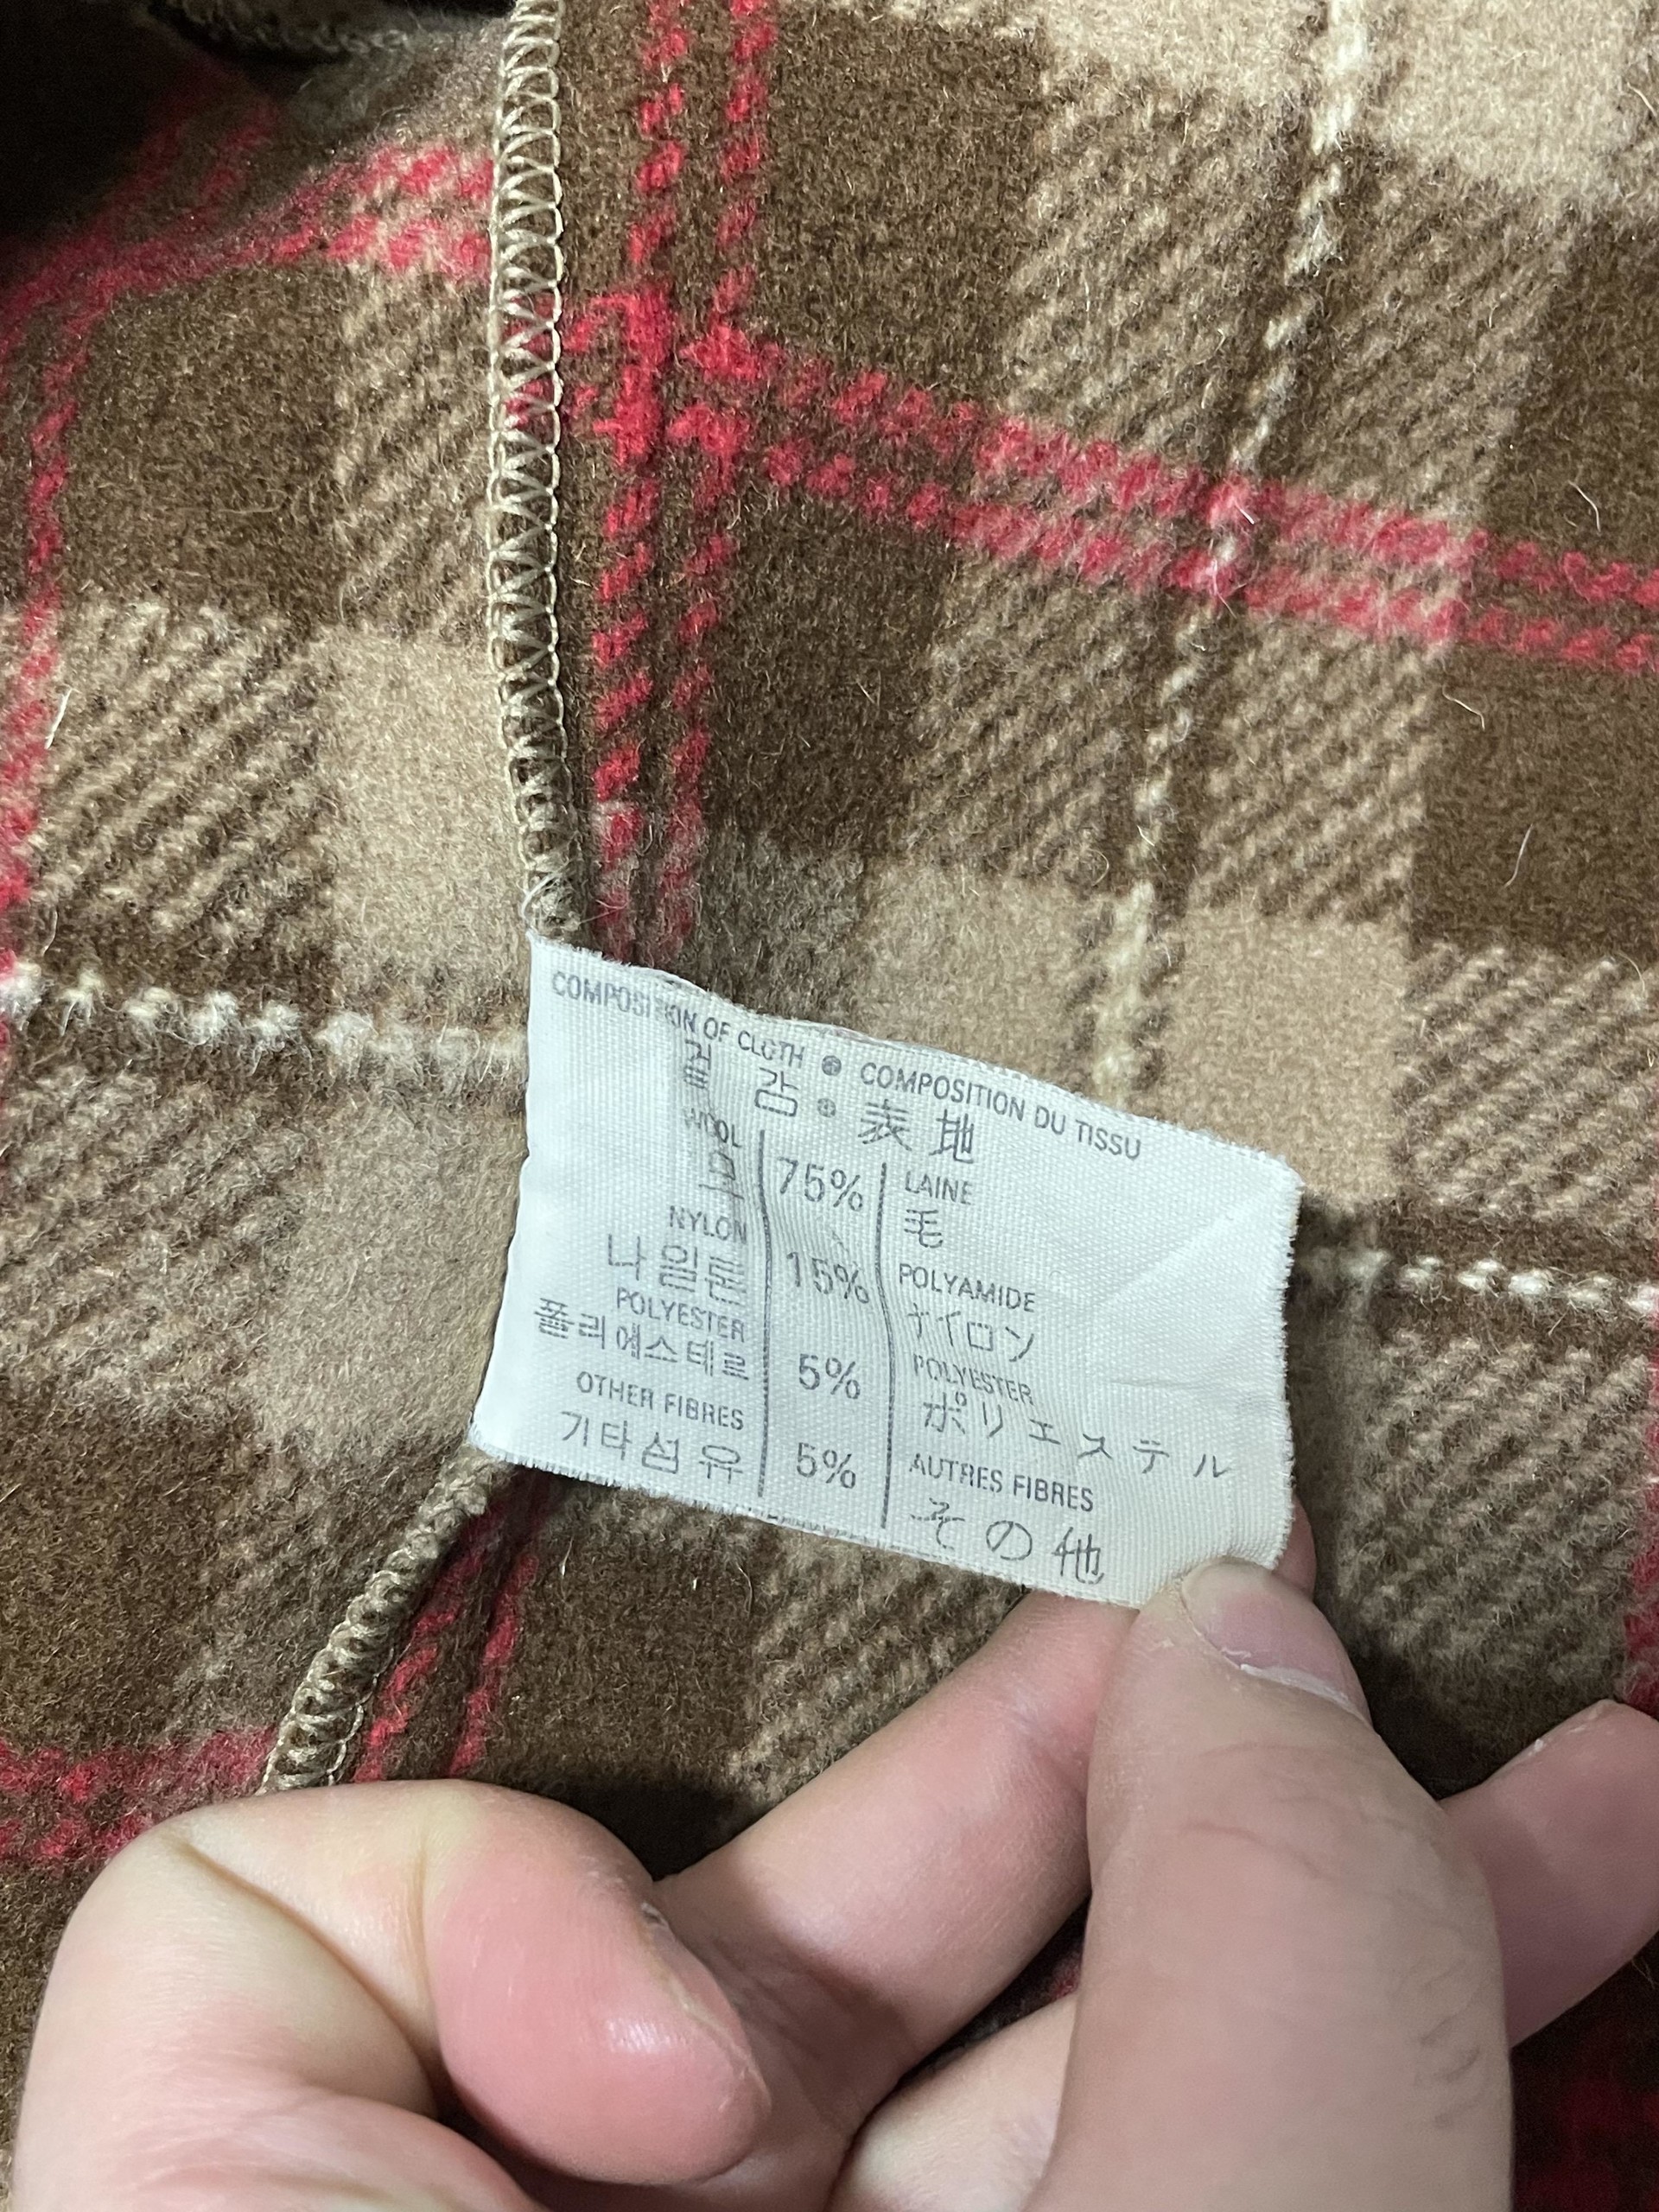 COMPOSITION OF CLOTH ⊕ COMPOSITION DU TISSU
겉 감 ⊕ 表 地
WOOL 75% LAINE
모 毛
NYLON 15% POLYAMIDE
나일론 ナイロン
POLYESTER 5% POLYESTER
폴리에스테르 ポリエステル
OTHER FIBRES 5% AUTRES FIBRES
기타섬유 その他